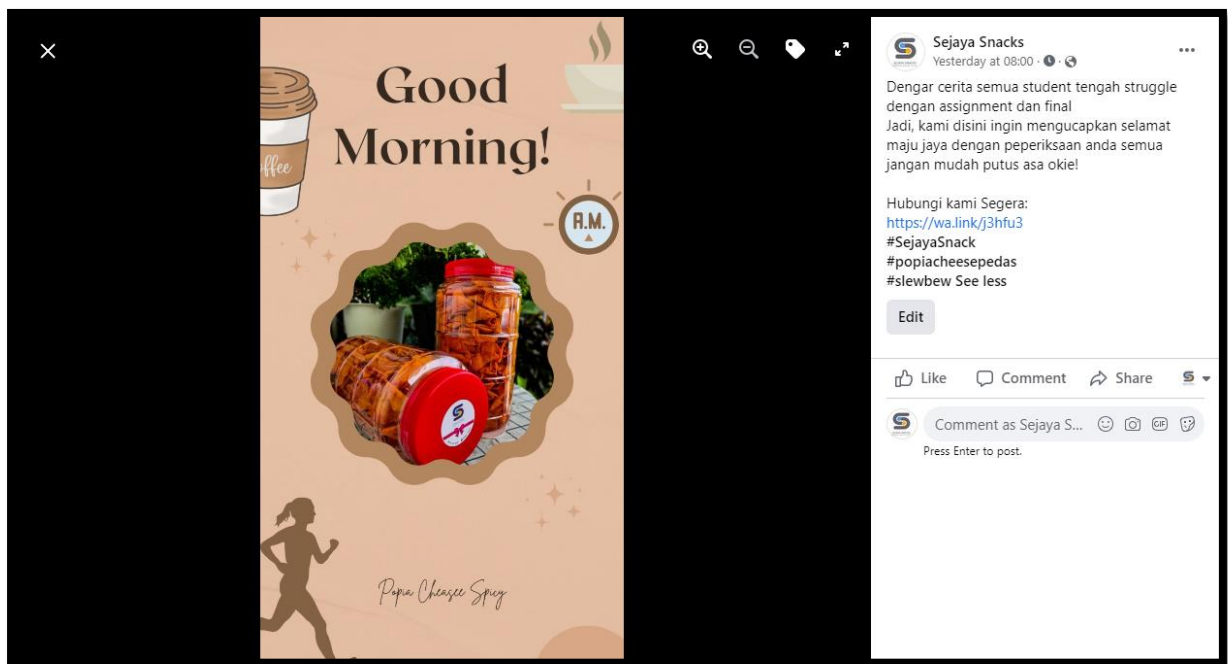 Good
Morning!
offee
A.M.
Popia Cheasee Spicy
Sejaya Snacks
Yesterday at 08:00
Dengar cerita semua student tengah struggle
dengan assignment dan final
Jadi, kami disini ingin mengucapkan selamat
maju jaya dengan peperiksaan anda semua
jangan mudah putus asa okie!
Hubungi kami Segera:
https://wa.link/j3hfu3
#SejayaSnack
#popiacheesepedas
#slewbew See less
Edit
Like Comment Share
Comment as Sejaya S... GIF
Press Enter to post.